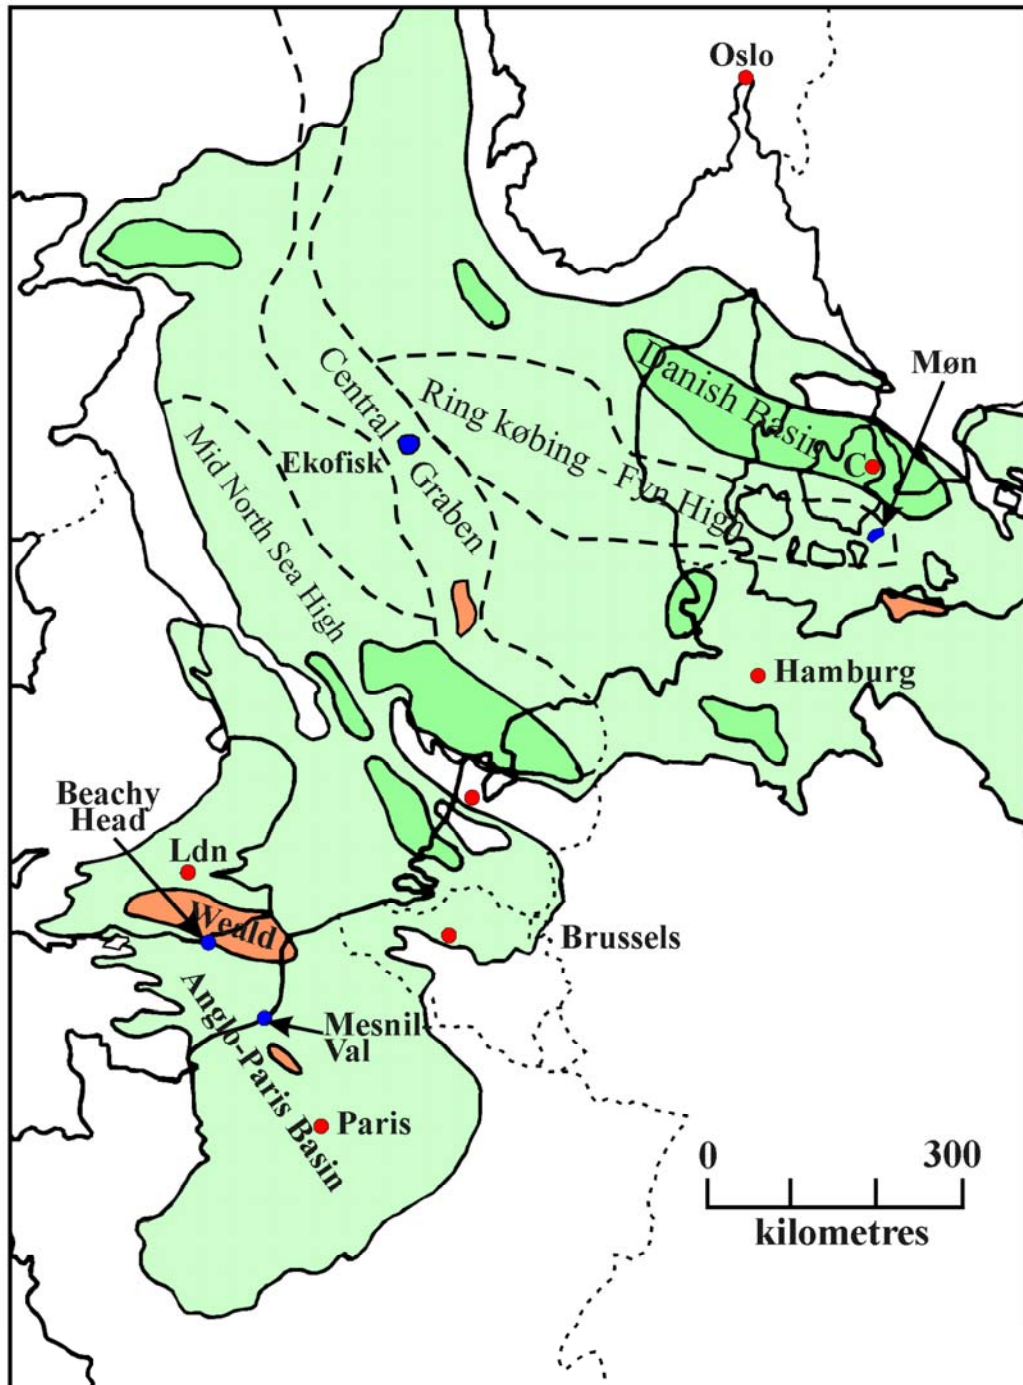 Oslo
Møn
Central
Graben
Ring købing - Fyn High
Danish Basin
C
Ekofisk
Mid North Sea High
Hamburg
Beachy
Head
Ldn
Weald
Brussels
Anglo-Paris Basin
Mesnil
Val
Paris
0 300
kilometres